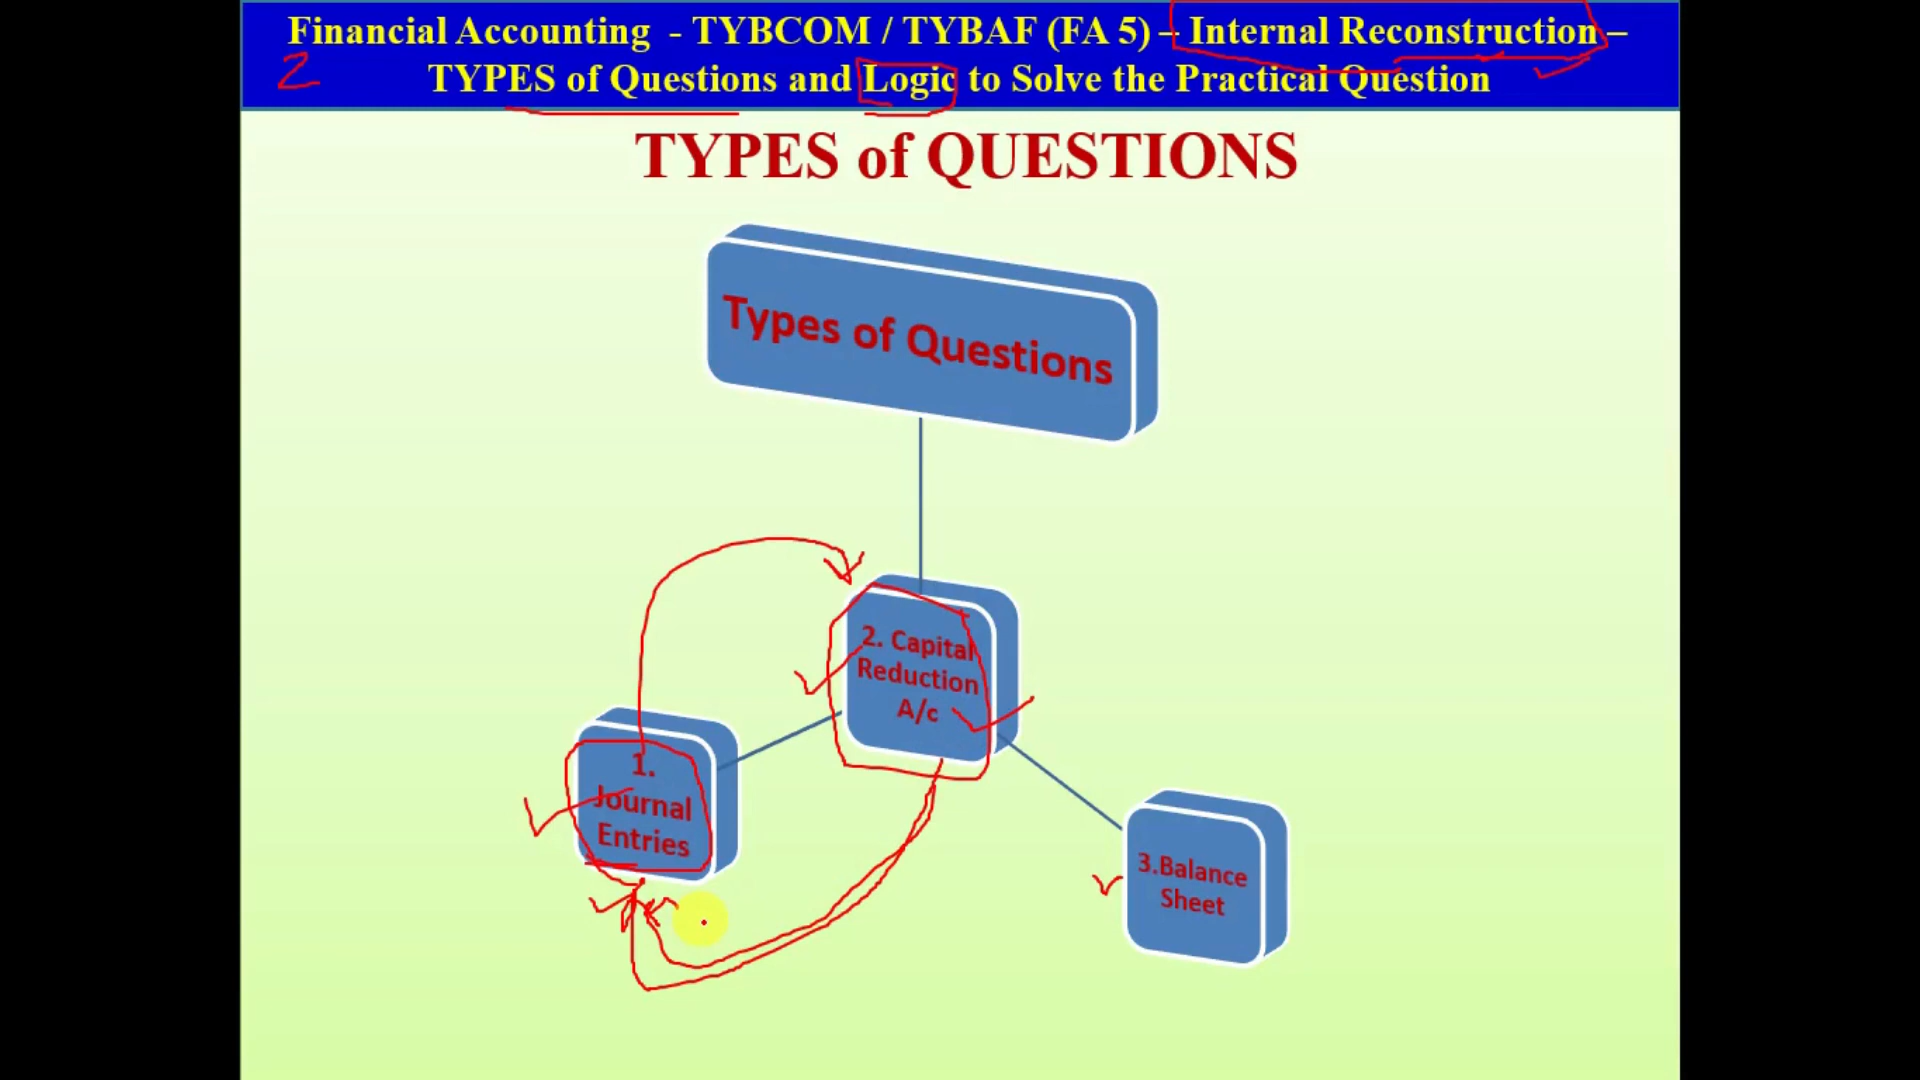 Financial Accounting - TYBCOM / TYBAF (FA 5) – Internal Reconstruction –
2
TYPES of Questions and Logic to Solve the Practical Question
TYPES of QUESTIONS
Types of Questions
2. Capital
Reduction
A/c
1.
Journal
Entries
3.Balance
Sheet